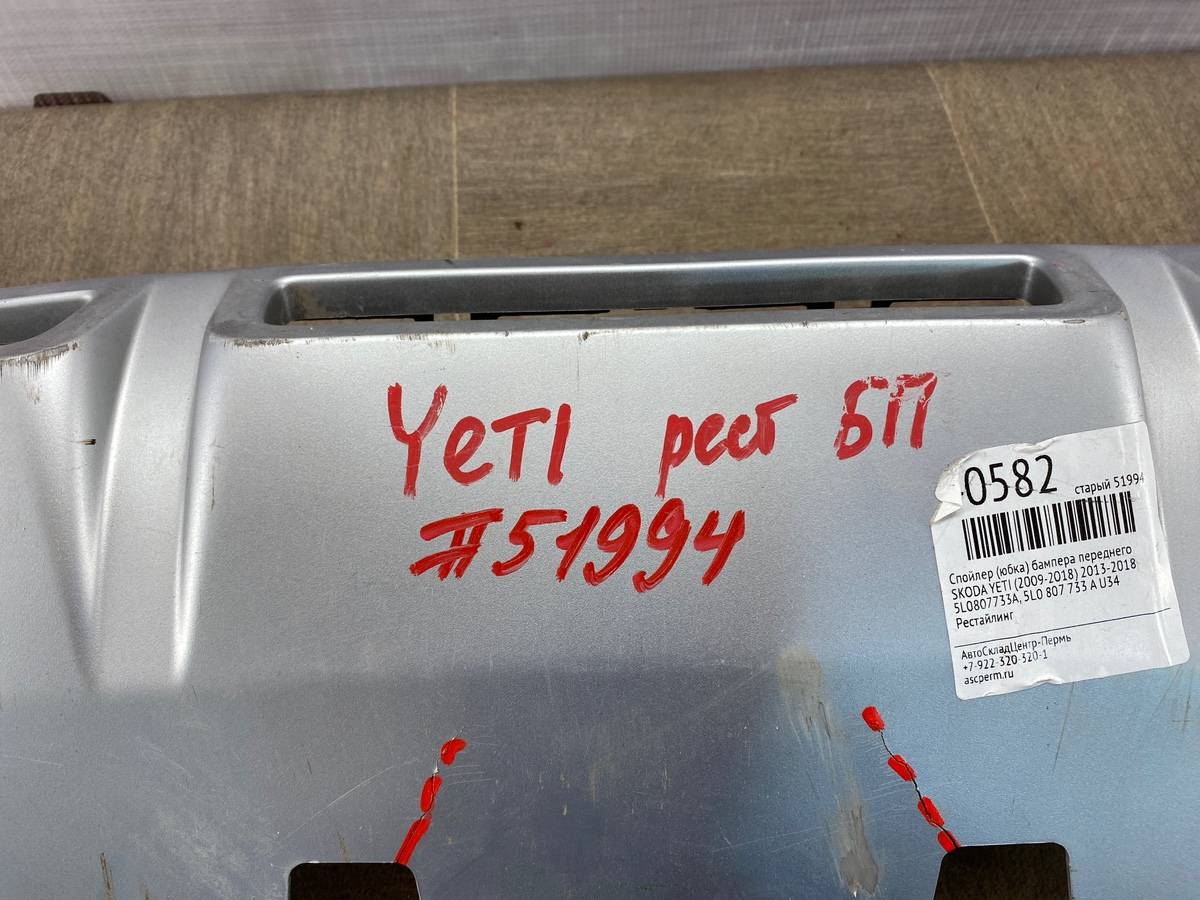 YeTI рест БП
#51994
0582 старый 51994
Спойлер (юбка) бампера переднего
SKODA YETI (2009-2018) 2013-2018
5L0807733A, 5L0 807 733 A U34
Рестайлинг
АвтоСкладЦентр-Пермь
+7-922-320-320-1
ascperm.ru